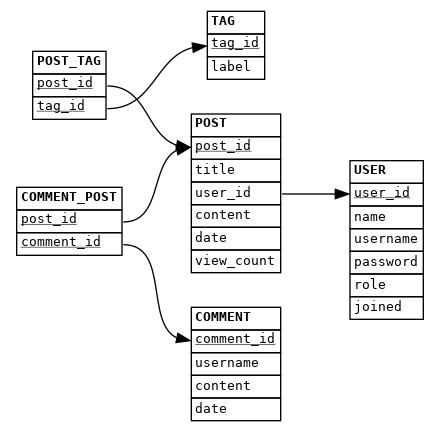 TAG
tag_id
label
POST_TAG
post_id
tag_id
POST
post_id
title
user_id
content
date
view_count
USER
user_id
name
username
password
role
joined
COMMENT_POST
post_id
comment_id
COMMENT
comment_id
username
content
date